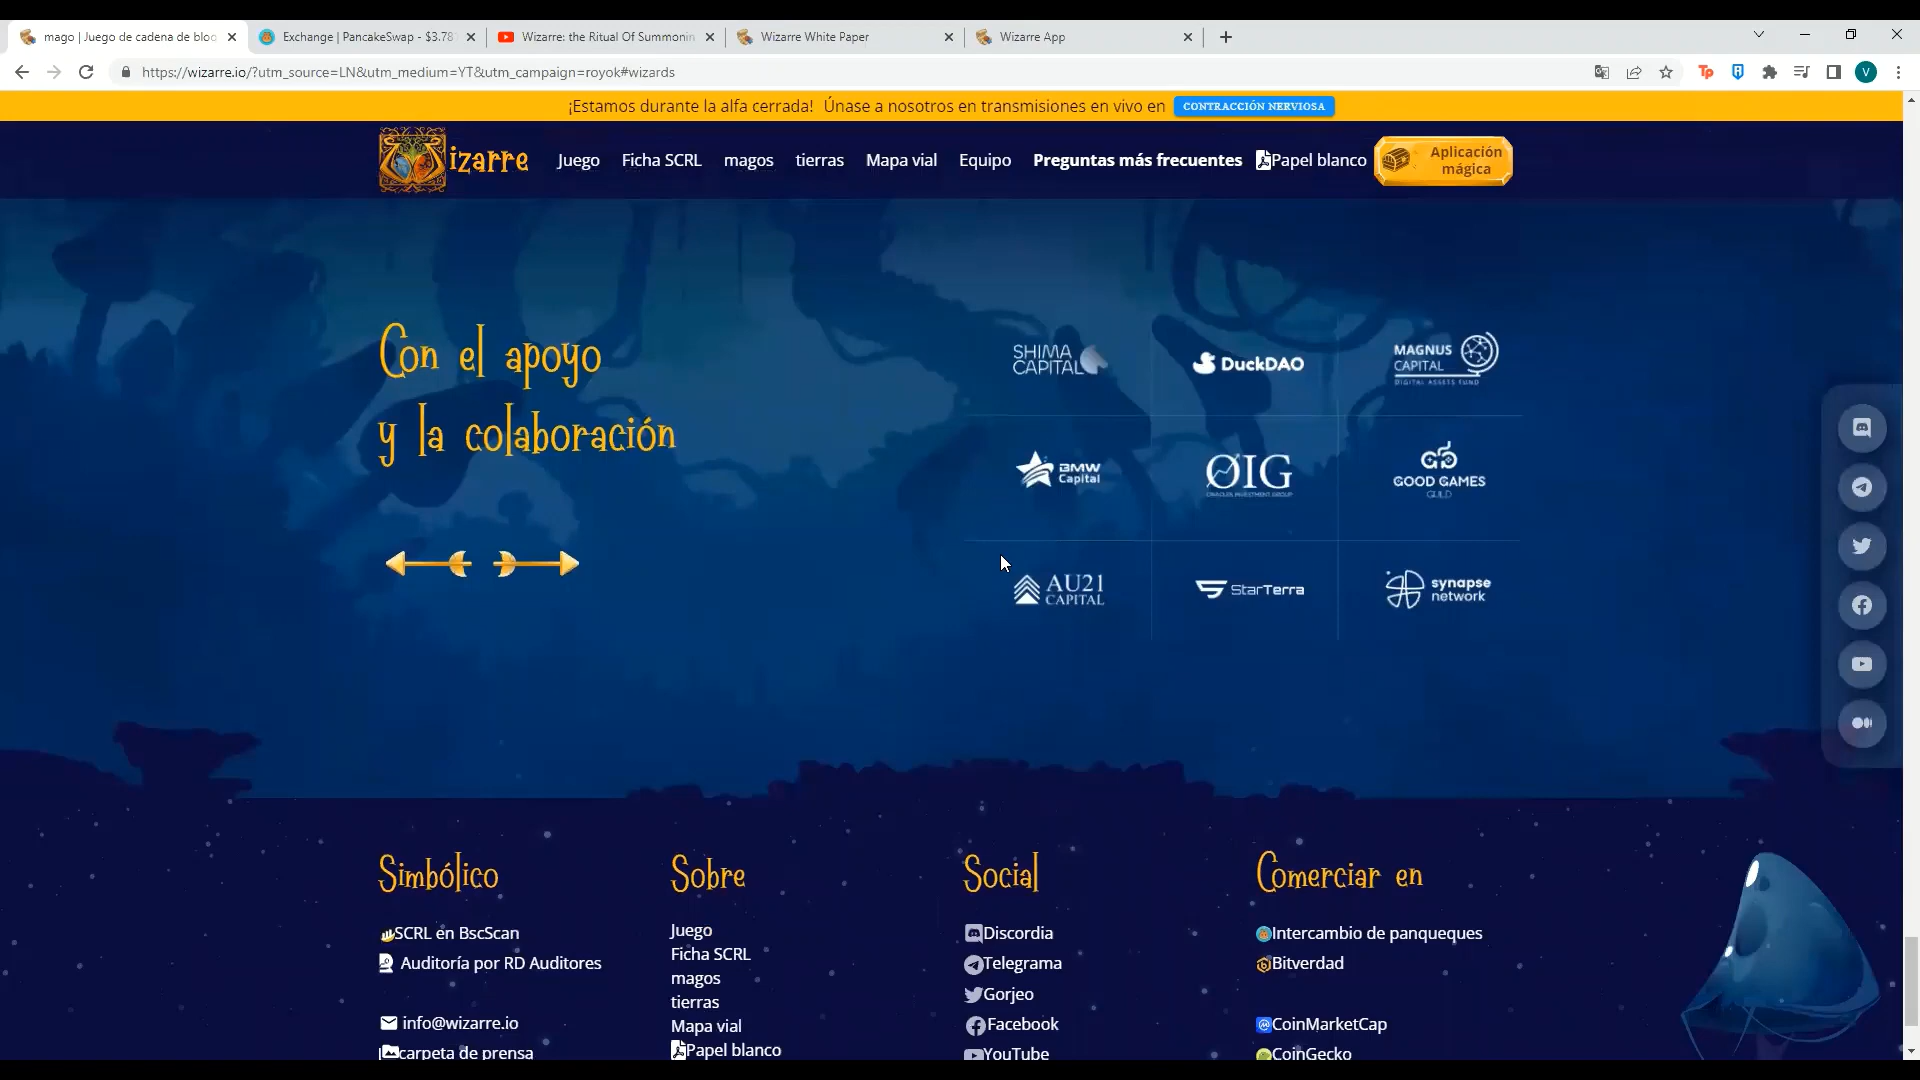 mago | Juego de cadena de bloq
Exchange | PancakeSwap - $3.78
Wizarre: the Ritual Of Summonin
Wizarre White Paper
Wizarre App
https://wizarre.io/?utm_source=LN&utm_medium=YT&utm_campaign=royok#wizards
Tp
V
¡Estamos durante la alfa cerrada! Únase a nosotros en transmisiones en vivo en CONTRACCIÓN NERVIOSA
Wizarre
Juego
Ficha SCRL
magos
tierras
Mapa vial
Equipo
Preguntas más frecuentes
Papel blanco
Aplicación
mágica
Con el apoyo
y la colaboración
SHIMA
CAPITAL
DuckDAO
MAGNUS
CAPITAL
DIGITAL ASSETS FUND
BMW
Capital
OIG
ORACLES INVESTMENT GROUP
GOOD GAMES
GUILD
AU21
CAPITAL
StarTerra
synapse
network
Simbólico
SCRL en BscScan
Auditoría por RD Auditores
info@wizarre.io
carpeta de prensa
Sobre
Juego
Ficha SCRL
magos
tierras
Mapa vial
Papel blanco
Social
Discordia
Telegrama
Gorjeo
Facebook
YouTube
Comerciar en
Intercambio de panqueques
Bitverdad
CoinMarketCap
CoinGecko